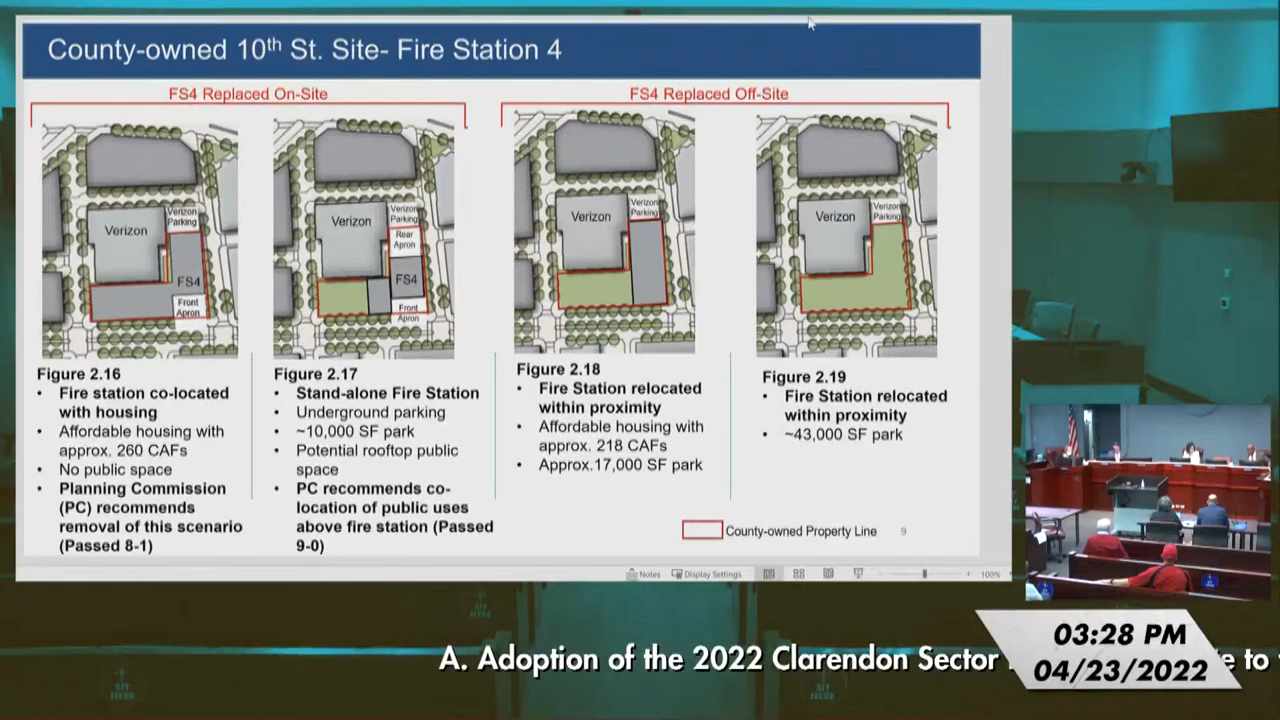 County-owned 10th St. Site- Fire Station 4
FS4 Replaced On-Site
FS4 Replaced Off-Site
Verizon
Verizon
Parking
FS4
Front
Apron
Verizon
Verizon
Parking
Rear
Apron
FS4
Front
Apron
Verizon
Verizon
Parking
Verizon
Verizon
Parking
Figure 2.16
• Fire station co-located
with housing
• Affordable housing with
approx. 260 CAFs
• No public space
• Planning Commission
(PC) recommends
removal of this scenario
(Passed 8-1)
Figure 2.17
• Stand-alone Fire Station
• Underground parking
• ~10,000 SF park
• Potential rooftop public
space
• PC recommends co-
location of public uses
above fire station (Passed
9-0)
Figure 2.18
• Fire Station relocated
within proximity
• Affordable housing with
approx. 218 CAFs
• Approx.17,000 SF park
Figure 2.19
• Fire Station relocated
within proximity
• ~43,000 SF park
County-owned Property Line
9
Notes
Display Settings
100%
SIT
HERE
03:28 PM
04/23/2022
A. Adoption of the 2022 Clarendon Sector
to